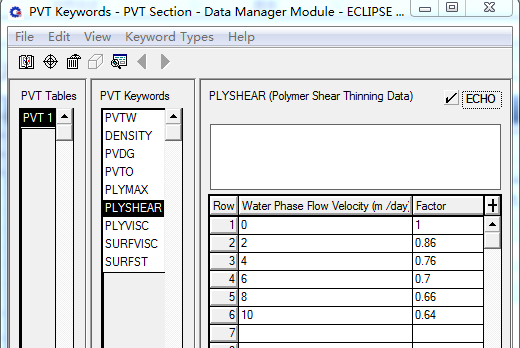 PVT Keywords - PVT Section - Data Manager Module - ECLIPSE ...
File Edit View Keyword Types Help
PVT Tables
PVT 1
PVT Keywords
PVTW
DENSITY
PVDG
PVTO
PLYMAX
PLYSHEAR
PLYVISC
SURFVISC
SURFST
PLYSHEAR (Polymer Shear Thinning Data)
ECHO
Row Water Phase Flow Velocity (m /day) Factor
1 0 1
2 2 0.86
3 4 0.76
4 6 0.7
5 8 0.66
6 10 0.64
7